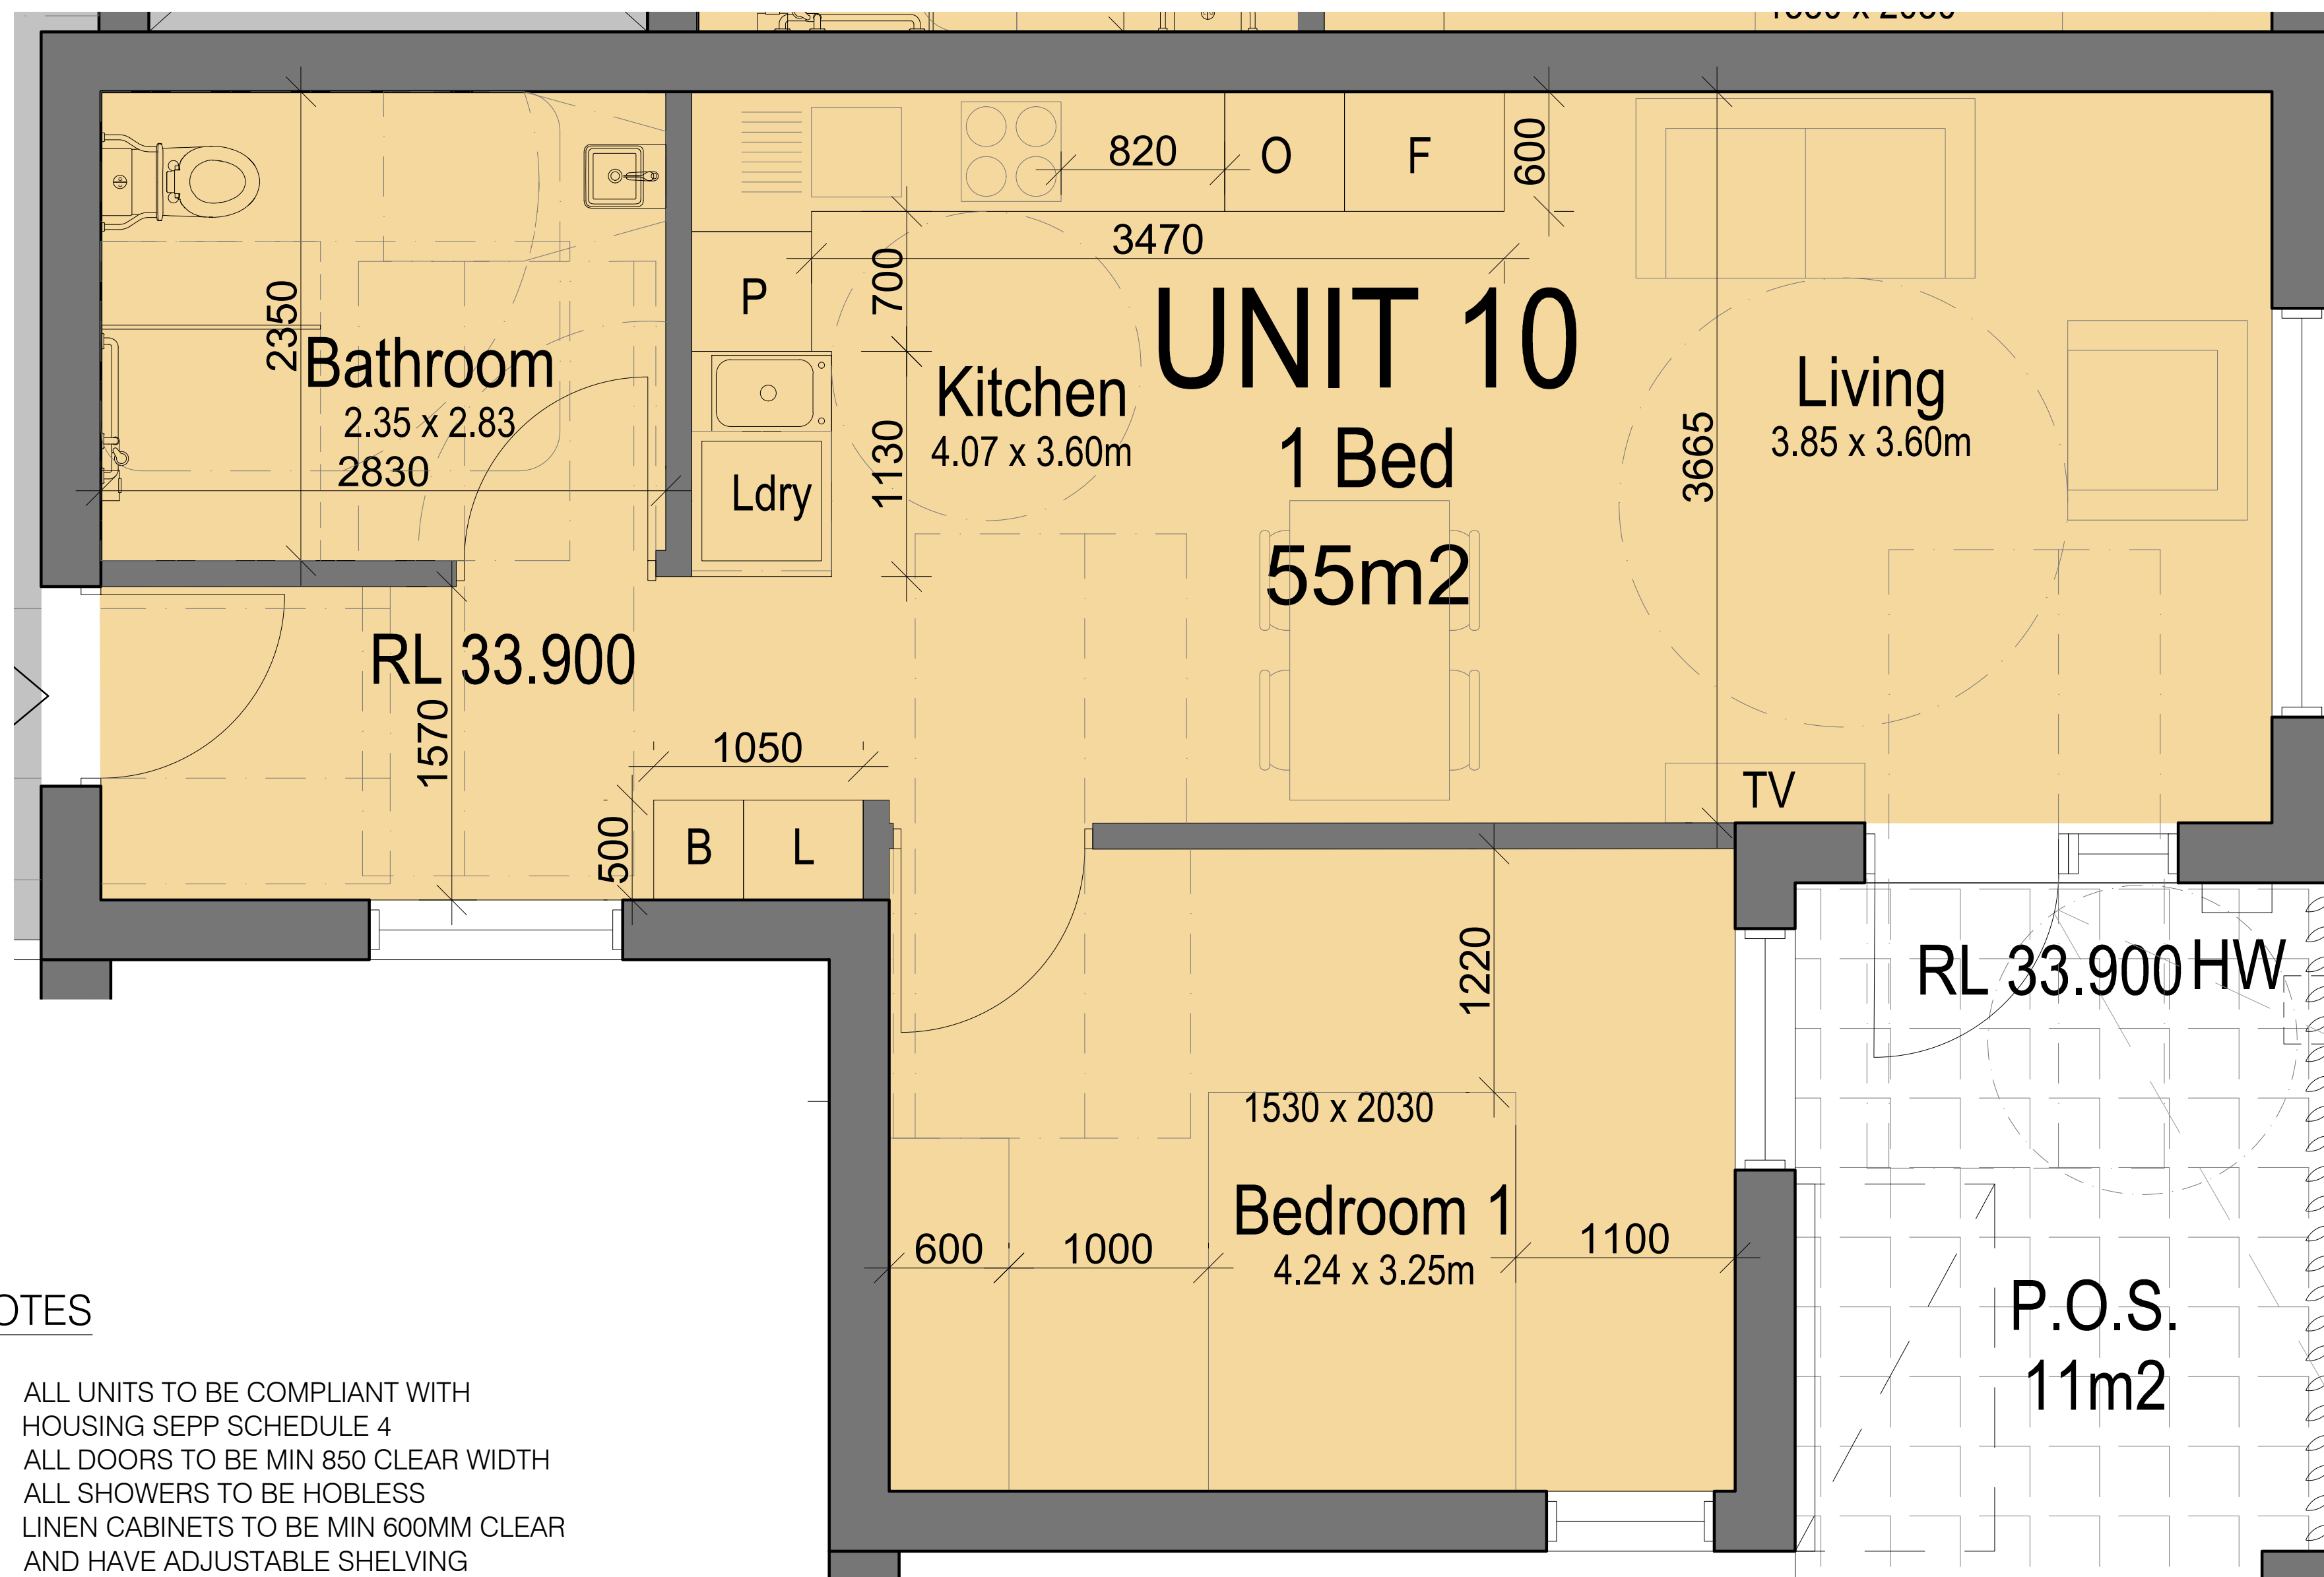 820
O
F
600
3470
P
700
2350
UNIT 10
Bathroom
2.35 x 2.83
2830
Kitchen
4.07 x 3.60m
1130
Ldry
1 Bed
55m2
3665
Living
3.85 x 3.60m
RL 33.900
1570
1050
500
B
L
TV
1220
RL 33.900
HW
1530 x 2030
Bedroom 1
4.24 x 3.25m
600
1000
1100
P.O.S.
11m2
OTES
ALL UNITS TO BE COMPLIANT WITH
HOUSING SEPP SCHEDULE 4
ALL DOORS TO BE MIN 850 CLEAR WIDTH
ALL SHOWERS TO BE HOBLESS
LINEN CABINETS TO BE MIN 600MM CLEAR
AND HAVE ADJUSTABLE SHELVING